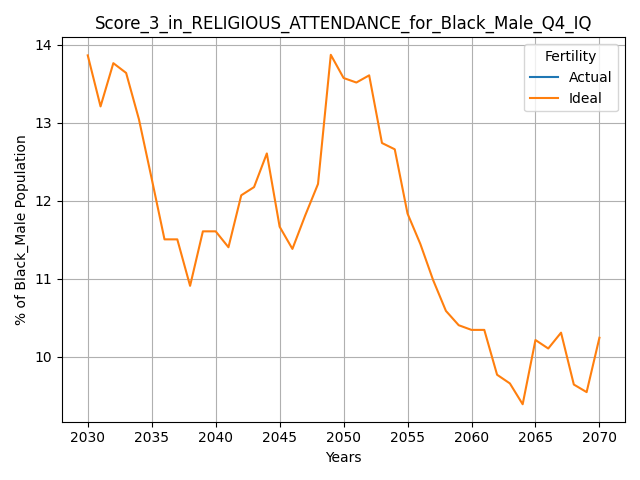 Score_3_in_RELIGIOUS_ATTENDANCE_for_Black_Male_Q4_IQ
Fertility
Actual
Ideal
% of Black_Male Population
14
13
12
11
10
2030 2035 2040 2045 2050 2055 2060 2065 2070
Years